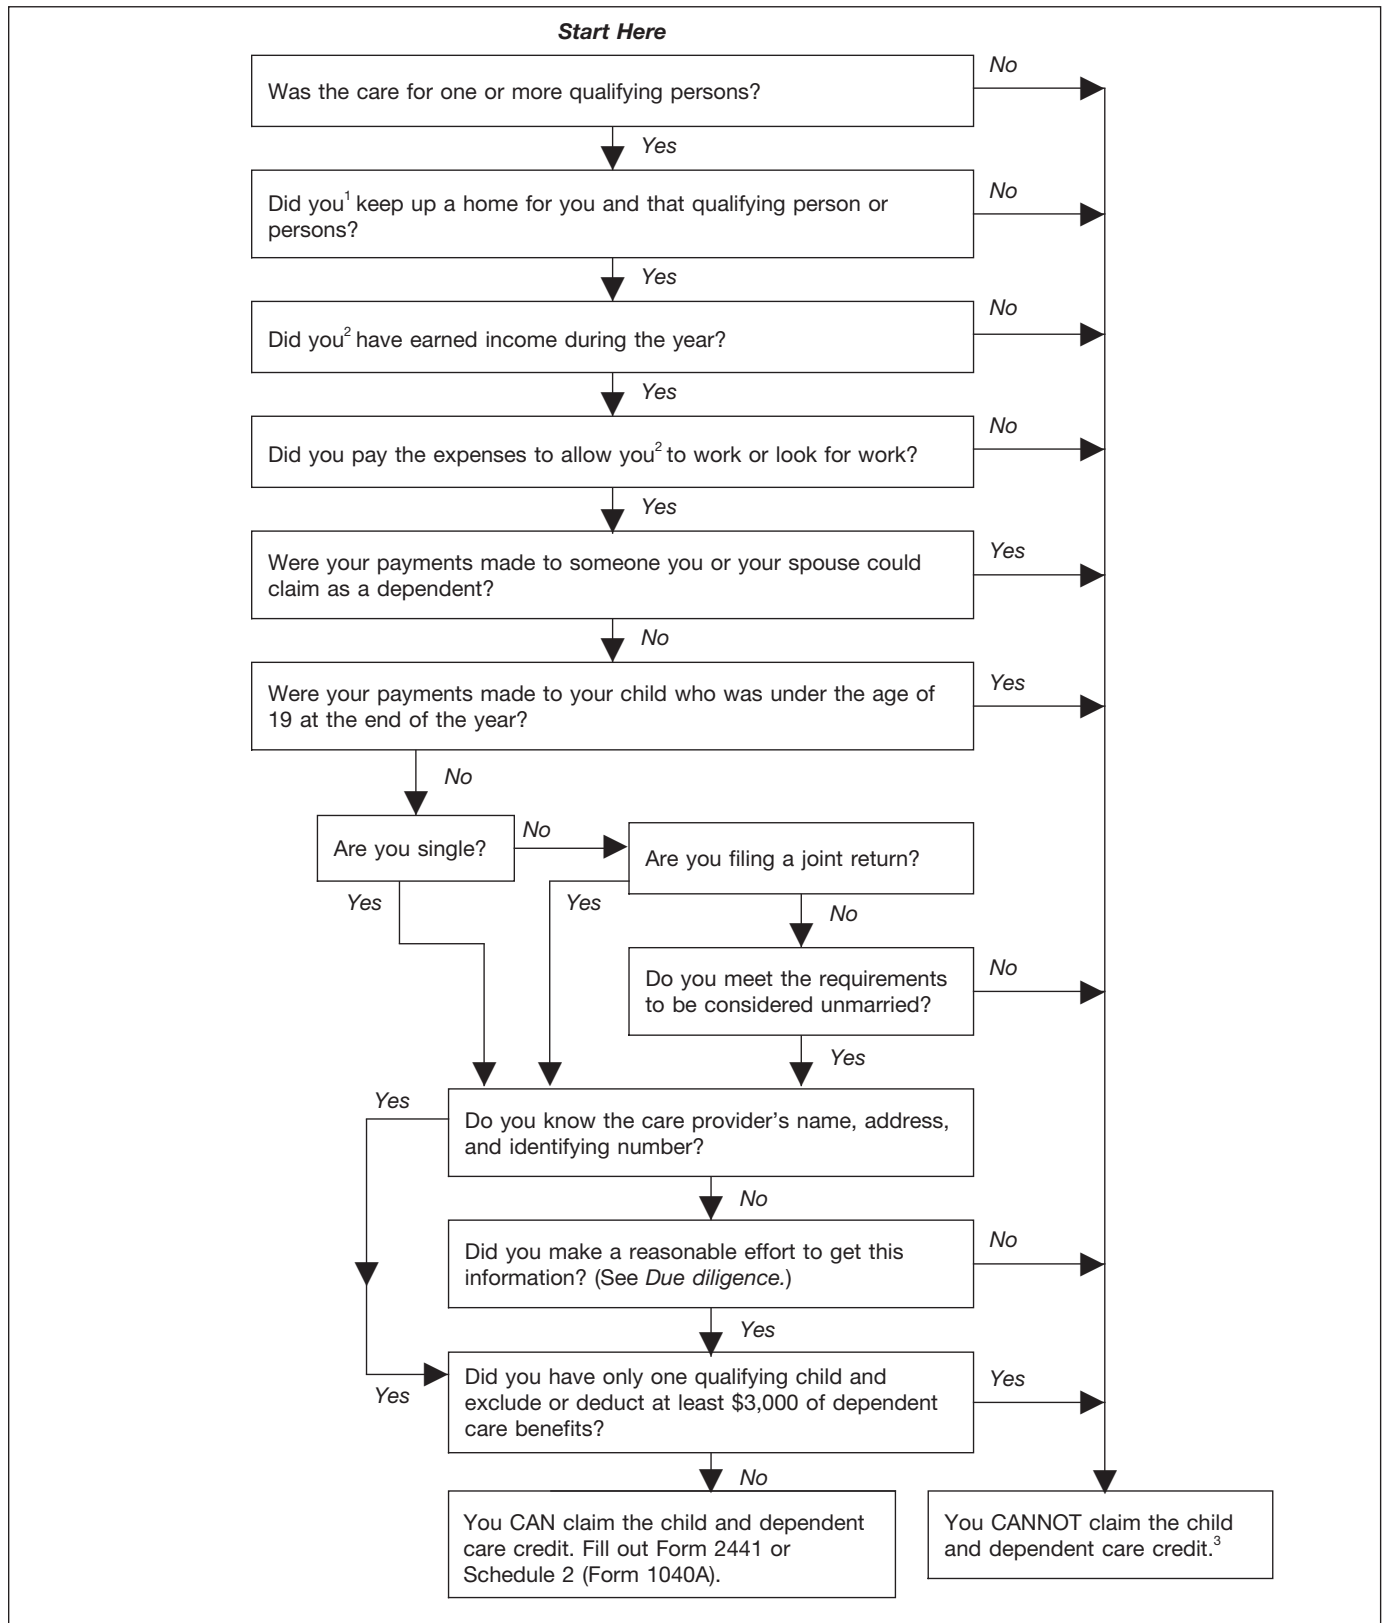 Start Here
Was the care for one or more qualifying persons?
No
Yes
Did you¹ keep up a home for you and that qualifying person or
persons?
No
Yes
Did you² have earned income during the year?
No
Yes
Did you pay the expenses to allow you² to work or look for work?
No
Yes
Were your payments made to someone you or your spouse could
claim as a dependent?
Yes
No
Were your payments made to your child who was under the age of
19 at the end of the year?
Yes
No
Are you single?
No
Are you filing a joint return?
Yes
Yes
No
Do you meet the requirements
to be considered unmarried?
No
Yes
Do you know the care provider's name, address,
and identifying number?
Yes
No
Did you make a reasonable effort to get this
information? (See Due diligence.)
No
Yes
Yes
Did you have only one qualifying child and
exclude or deduct at least $3,000 of dependent
care benefits?
Yes
No
You CAN claim the child and dependent
care credit. Fill out Form 2441 or
Schedule 2 (Form 1040A).
You CANNOT claim the child
and dependent care credit.³